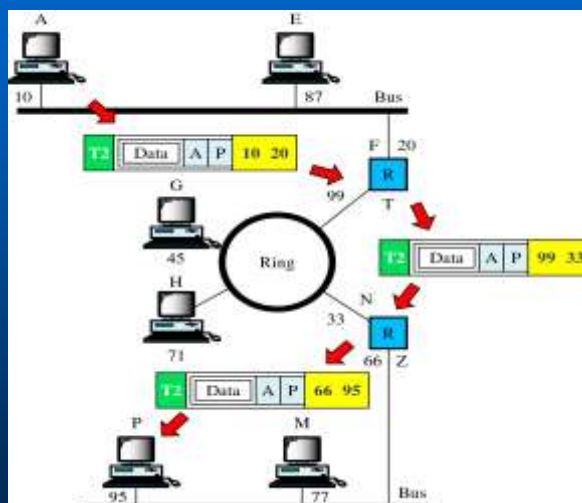 A E
10 87 Bus
F 20
T2 Data A P 10 20
R
G 99 T
45 Ring
T2 Data A P 99 33
H N
33 R
71 66 Z
T2 Data A P 66 95
P M
95 77 Bus